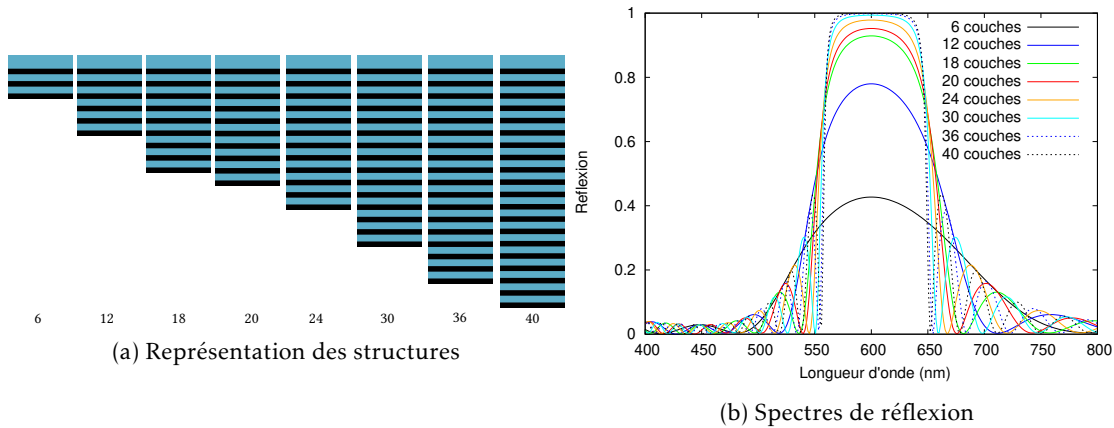 6 12 18 20 24 30 36 40
(a) Représentation des structures
1
0.8
0.6
0.4
0.2
0
Reflexion
400 450 500 550 600 650 700 750 800
Longueur d'onde (nm)
6 couches
12 couches
18 couches
20 couches
24 couches
30 couches
36 couches
40 couches
(b) Spectres de réflexion